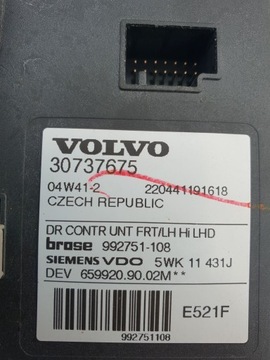 VOLVO
30737675
04W41-2 220441191618
CZECH REPUBLIC
DR CONTR UNT FRT/LH Hi LHD
brose 992751-108
SIEMENS VDO 5WK 11 431J
DEV 659920.90.02M**
E521F
992751108